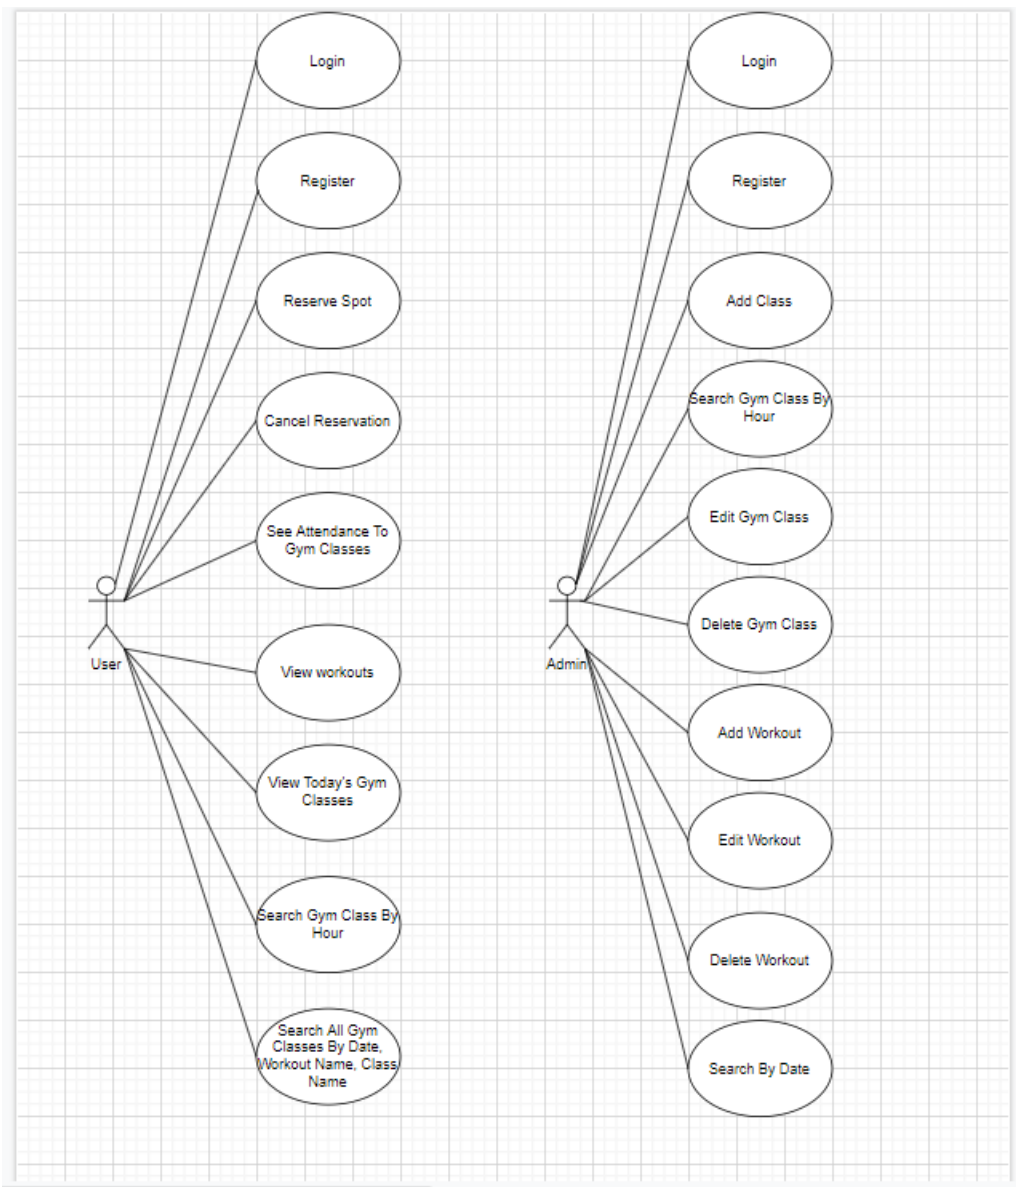 Login
Register
Reserve Spot
Cancel Reservation
See Attendance To
Gym Classes
User
View workouts
View Today's Gym
Classes
Search Gym Class By
Hour
Search All Gym
Classes By Date,
Workout Name, Class
Name
Login
Register
Add Class
Search Gym Class By
Hour
Edit Gym Class
Delete Gym Class
Admin
Add Workout
Edit Workout
Delete Workout
Search By Date